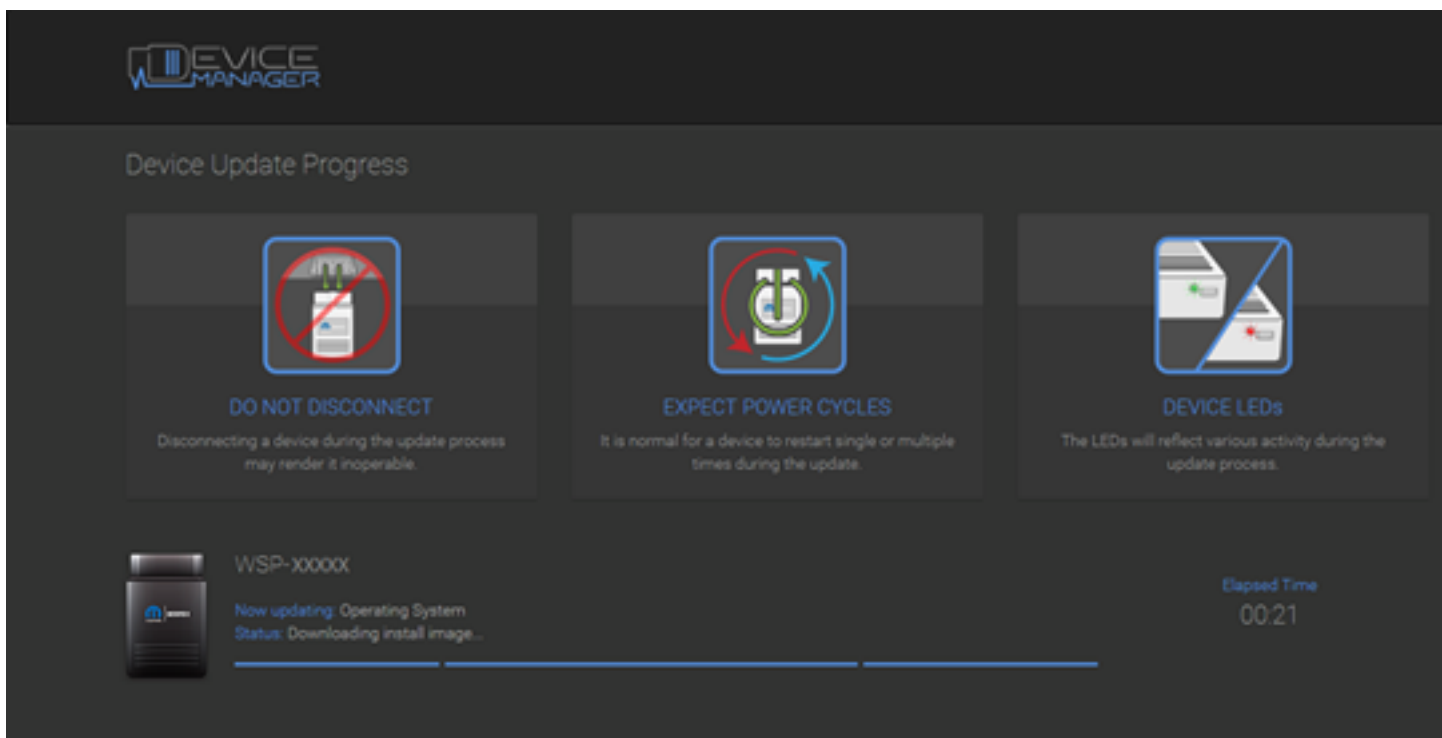 DEVICE
MANAGER
Device Update Progress
DO NOT DISCONNECT
Disconnecting a device during the update process
may render it inoperable.
EXPECT POWER CYCLES
It is normal for a device to restart single or multiple
times during the update.
DEVICE LEDs
The LEDs will reflect various activity during the
update process.
WSP-XXXXX
Now updating: Operating System
Status: Downloading install image...
Elapsed Time
00:21